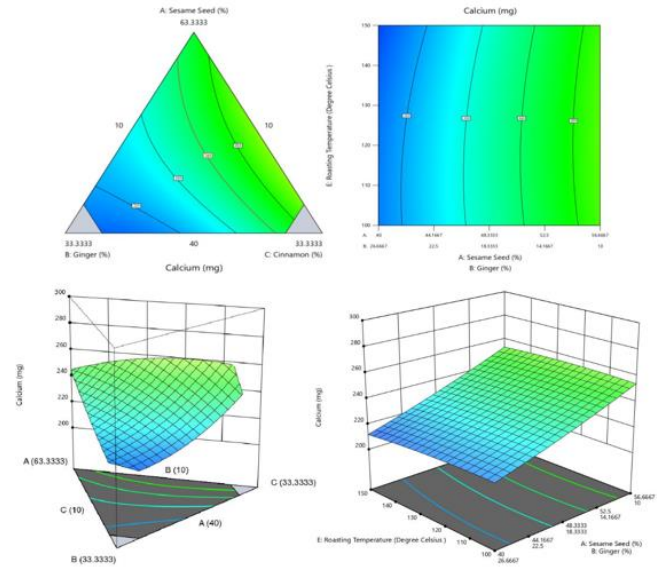 A: Sesame Seed (%)
63.3333
10
10
33.3333
40
33.3333
B: Ginger (%)
C: Cinnamon (%)
Calcium (mg)
Calcium (mg)
E: Roasting Temperature (Degree Celsius)
150
140
130
120
110
100
A: 40 44.1667 48.3333 52.5 56.6667
B: 26.6667 22.5 18.3333 14.1667 10
A: Sesame Seed (%)
B: Ginger (%)
Calcium (mg)
300
280
260
240
220
200
A (63.3333)
B (10)
C (33.3333)
C (10)
A (40)
B (33.3333)
Calcium (mg)
300
280
260
240
220
200
150
140
130
120
110
100
E: Roasting Temperature (Degree Celsius )
40
26.6667
44.1667
22.5
48.3333
18.3333
52.5
14.1667
56.6667
10
A: Sesame Seed (%)
B: Ginger (%)